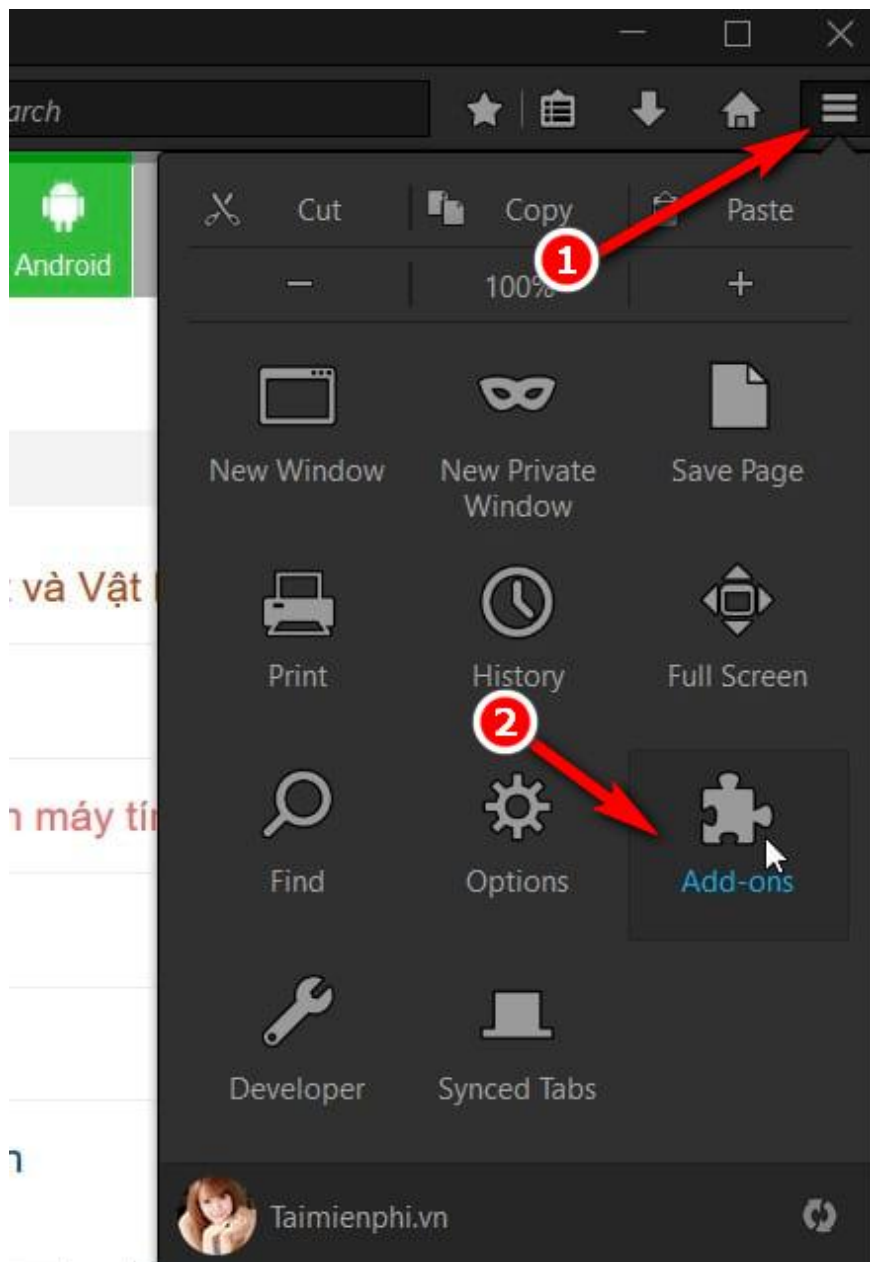 arch
Android
Cut
Copy
Paste
1
100%
New Window
New Private
Window
Save Page
và Vật
Print
History
Full Screen
2
máy
Find
Options
Add-ons
Developer
Synced Tabs
Taimienphi.vn